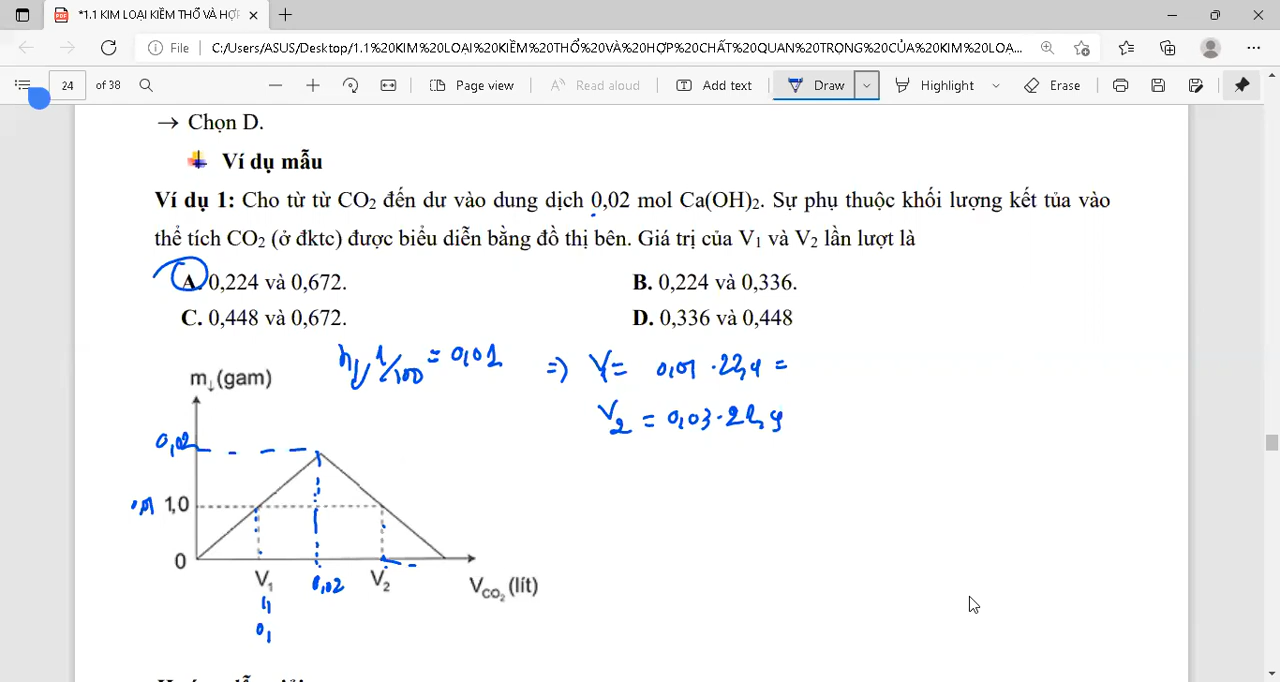 *1.1 KIM LOẠI KIỀM THỔ VÀ HỢP
File C:/Users/ASUS/Desktop/1.1%20KIM%20LOẠI%20KIỀM%20THỔ%20VÀ%20HỢP%20CHẤT%20QUAN%20TRỌNG%20CỦA%20KIM%20LOẠ...
24 of 38 Page view Read aloud Add text Draw Highlight Erase
→ Chọn D.
Ví dụ mẫu
Ví dụ 1: Cho từ từ CO2 đến dư vào dung dịch 0,02 mol Ca(OH)2. Sự phụ thuộc khối lượng kết tủa vào
thể tích CO2 (ở đktc) được biểu diễn bằng đồ thị bên. Giá trị của V1 và V2 lần lượt là
A. 0,224 và 0,672. B. 0,224 và 0,336.
C. 0,448 và 0,672. D. 0,336 và 0,448
n↓ 1/100 = 0,01 => V = 0,01 . 22,4 =
V2 = 0,03 . 22,4
m↓ (gam)
0,02
1,0
0
V1 0,02 V2 VCO2 (lít)
0,